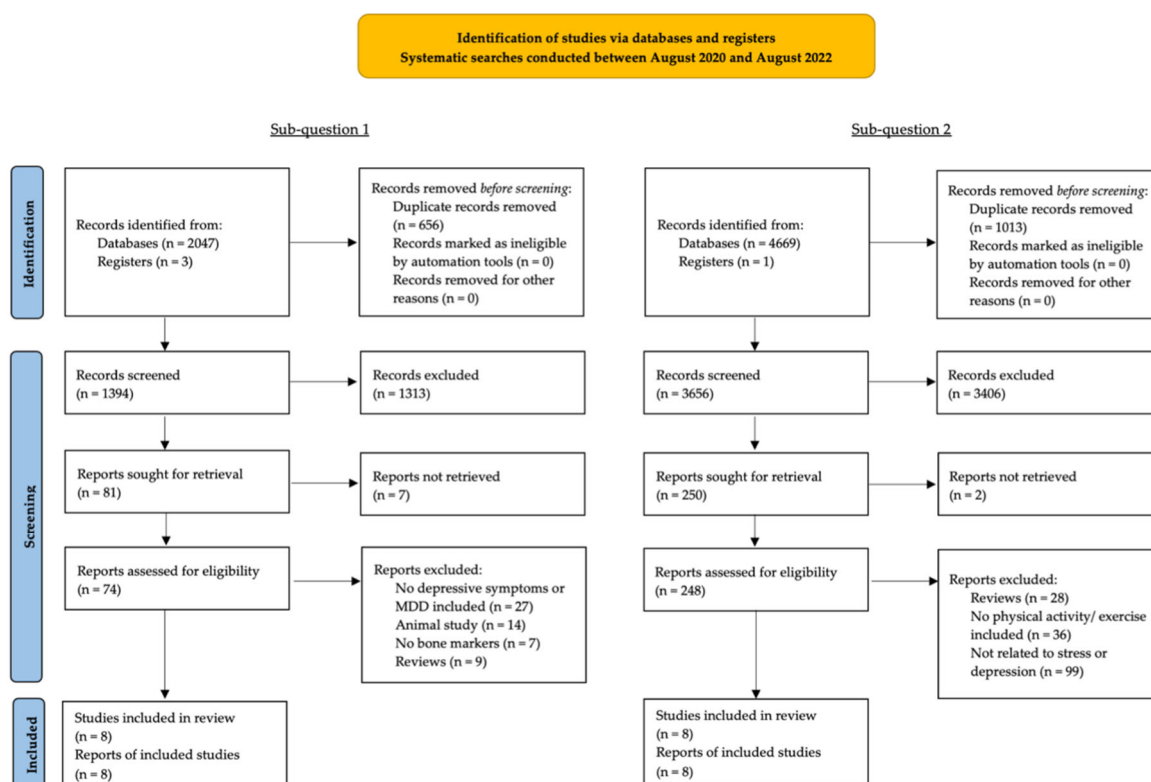 Identification of studies via databases and registers
Systematic searches conducted between August 2020 and August 2022
Sub-question 1
Sub-question 2
Identification
Records identified from:
Databases (n = 2047)
Registers (n = 3)
Records removed before screening:
Duplicate records removed
(n = 656)
Records marked as ineligible
by automation tools (n = 0)
Records removed for other
reasons (n = 0)
Records identified from:
Databases (n = 4669)
Registers (n = 1)
Records removed before screening:
Duplicate records removed
(n = 1013)
Records marked as ineligible
by automation tools (n = 0)
Records removed for other
reasons (n = 0)
Screening
Records screened
(n = 1394)
Records excluded
(n = 1313)
Records screened
(n = 3656)
Records excluded
(n = 3406)
Reports sought for retrieval
(n = 81)
Reports not retrieved
(n = 7)
Reports sought for retrieval
(n = 250)
Reports not retrieved
(n = 2)
Reports assessed for eligibility
(n = 74)
Reports excluded:
No depressive symptoms or
MDD included (n = 27)
Animal study (n = 14)
No bone markers (n = 7)
Reviews (n = 9)
Reports assessed for eligibility
(n = 248)
Reports excluded:
Reviews (n = 28)
No physical activity/ exercise
included (n = 36)
Not related to stress or
depression (n = 99)
Included
Studies included in review
(n = 8)
Reports of included studies
(n = 8)
Studies included in review
(n = 8)
Reports of included studies
(n = 8)